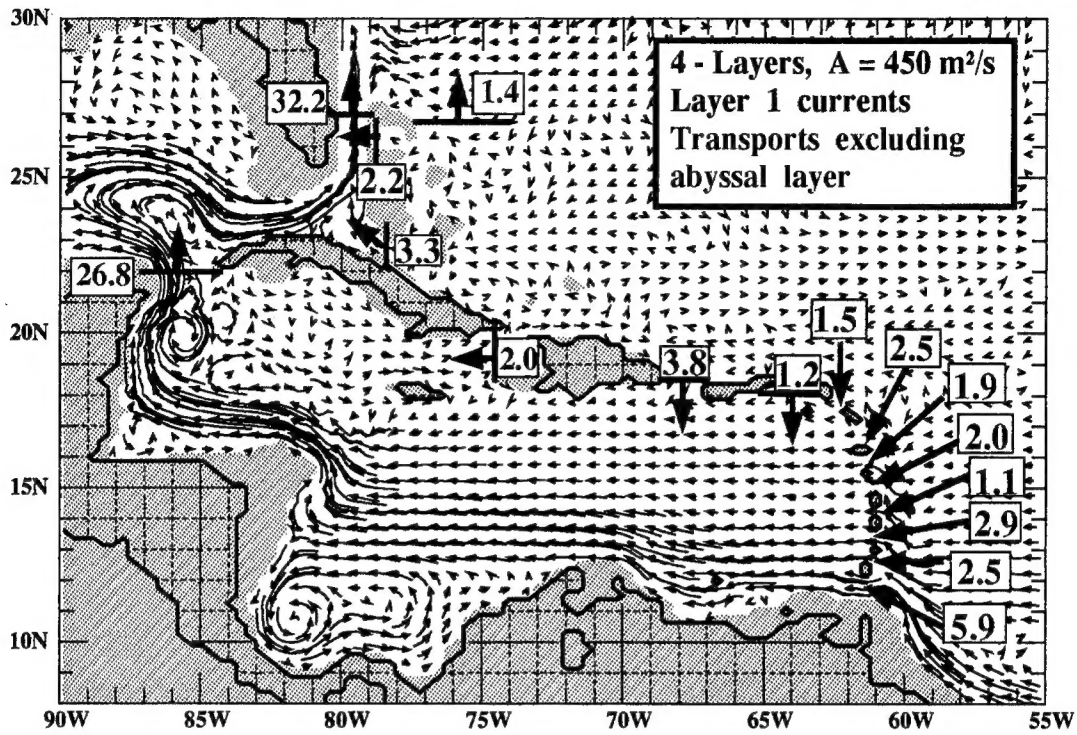 30N
4 - Layers, A = 450 m²/s
Layer 1 currents
Transports excluding
abyssal layer
32.2
1.4
25N
2.2
3.3
26.8
20N
2.0
3.8
1.2
1.5
2.5
1.9
2.0
15N
1.1
2.9
2.5
10N
5.9
90W 85W 80W 75W 70W 65W 60W 55W